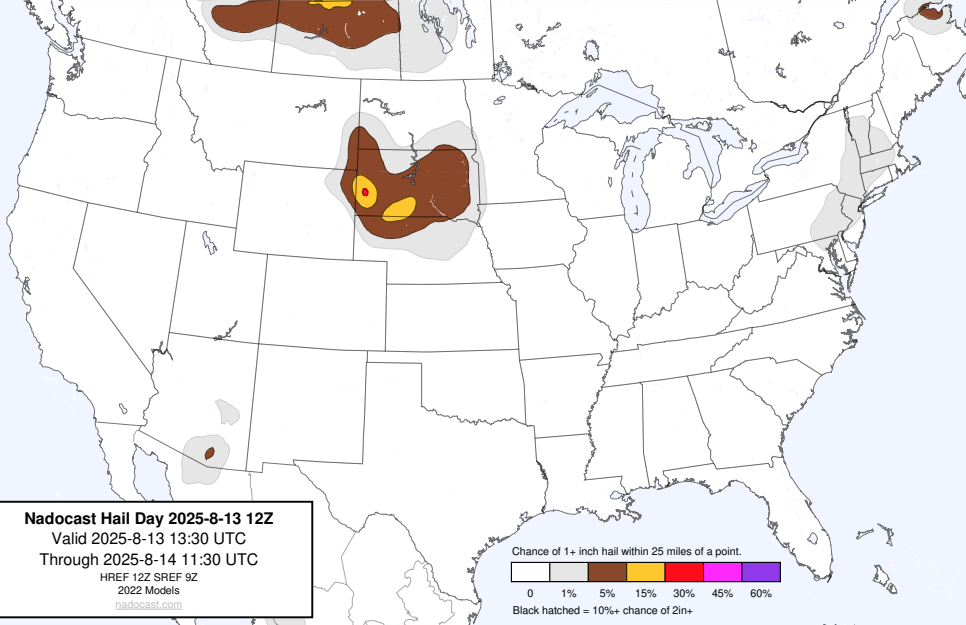 Nadocast Hail Day 2025-8-13 12Z
Valid 2025-8-13 13:30 UTC
Through 2025-8-14 11:30 UTC
HREF 12Z SREF 9Z
2022 Models
nadocast.com
Chance of 1+ inch hail within 25 miles of a point.
0 1% 5% 15% 30% 45% 60%
Black hatched = 10%+ chance of 2in+